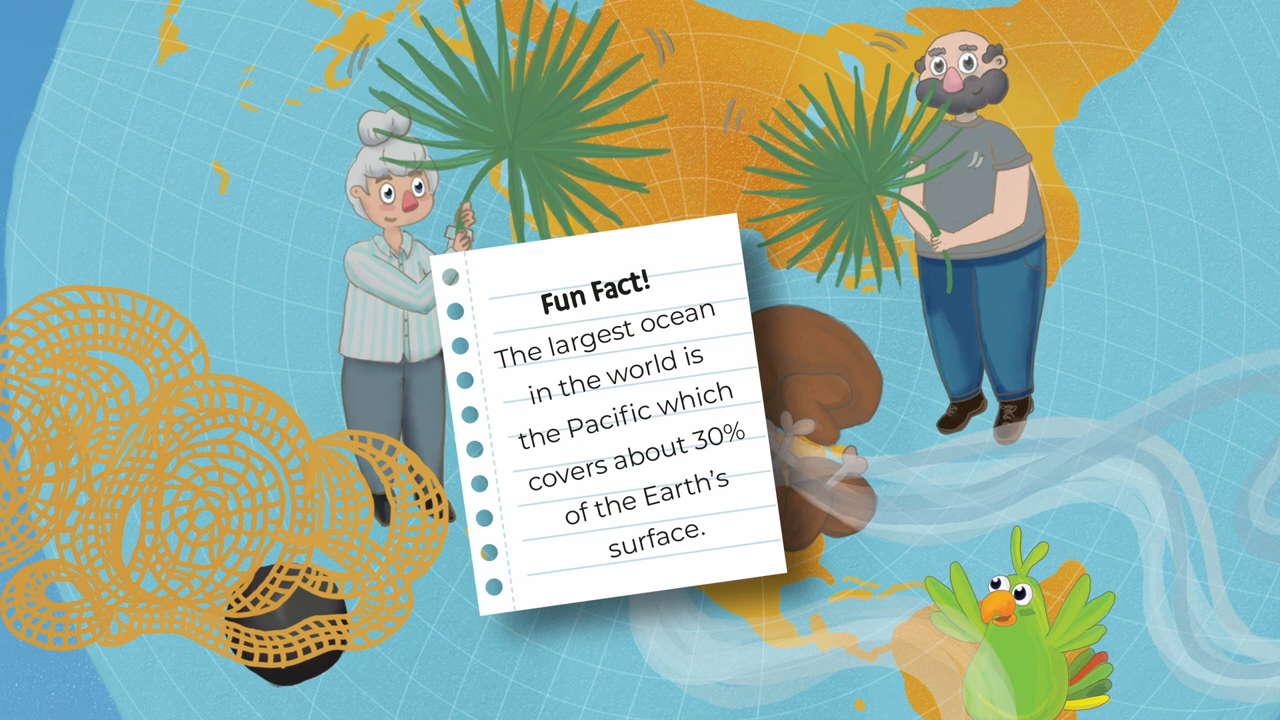 Fun Fact!
The largest ocean
in the world is
the Pacific which
covers about 30%
of the Earth’s
surface.